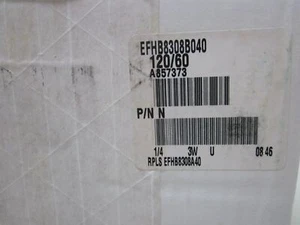 EFHB8308B040
120/60
A857373
P/N N
1/4 3W U 08 46
RPLS EFHB8308A40